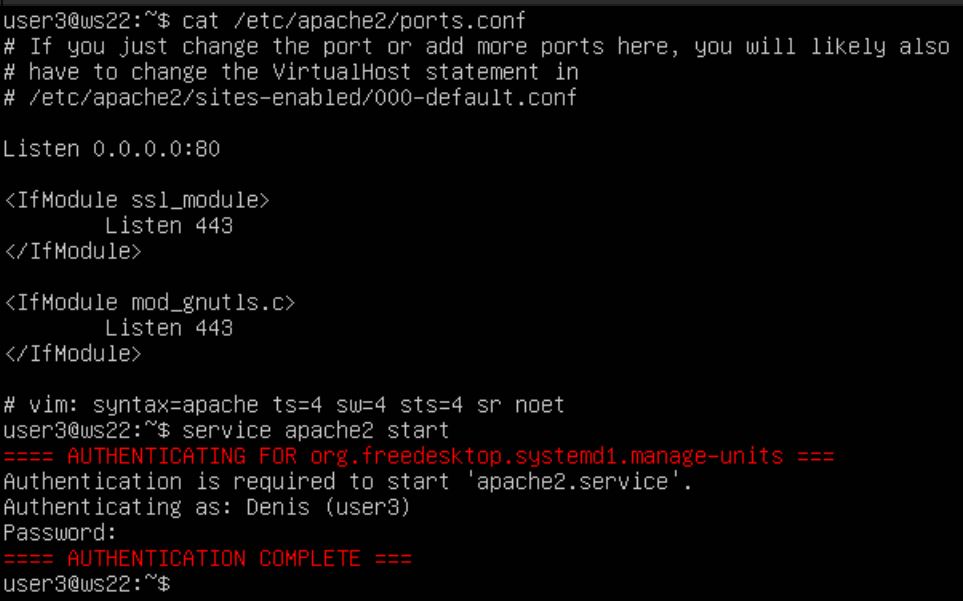 user3@ws22:~$ cat /etc/apache2/ports.conf
# If you just change the port or add more ports here, you will likely also
# have to change the VirtualHost statement in
# /etc/apache2/sites-enabled/000-default.conf

Listen 0.0.0.0:80

<IfModule ssl_module>
        Listen 443
</IfModule>

<IfModule mod_gnutls.c>
        Listen 443
</IfModule>

# vim: syntax=apache ts=4 sw=4 sts=4 sr noet
user3@ws22:~$ service apache2 start
==== AUTHENTICATING FOR org.freedesktop.systemd1.manage-units ===
Authentication is required to start 'apache2.service'.
Authenticating as: Denis (user3)
Password:
==== AUTHENTICATION COMPLETE ===
user3@ws22:~$